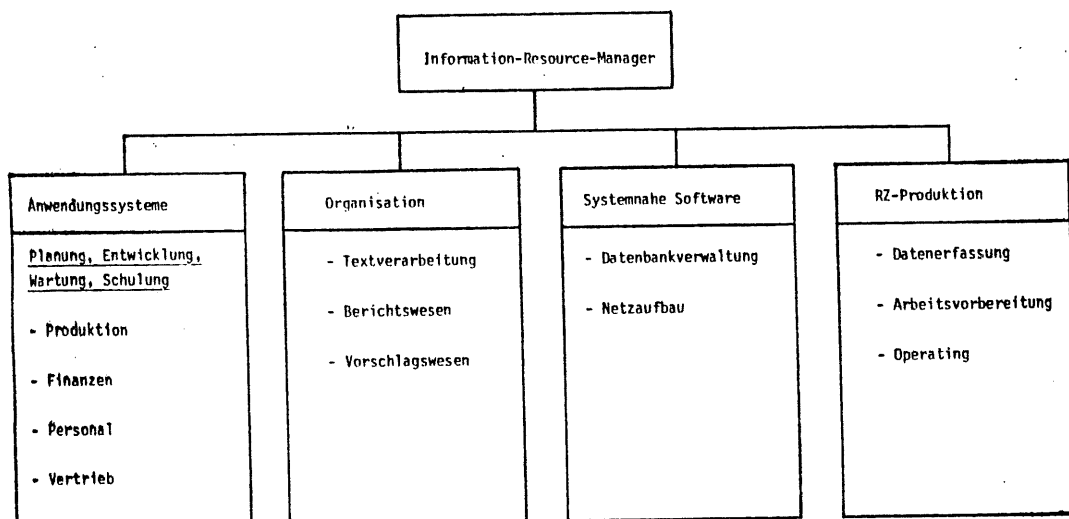 Information-Resource-Manager
Anwendungssysteme
Planung, Entwicklung,
Wartung, Schulung
- Produktion
- Finanzen
- Personal
- Vertrieb
Organisation
- Textverarbeitung
- Berichtswesen
- Vorschlagswesen
Systemnahe Software
- Datenbankverwaltung
- Netzaufbau
RZ-Produktion
- Datenerfassung
- Arbeitsvorbereitung
- Operating